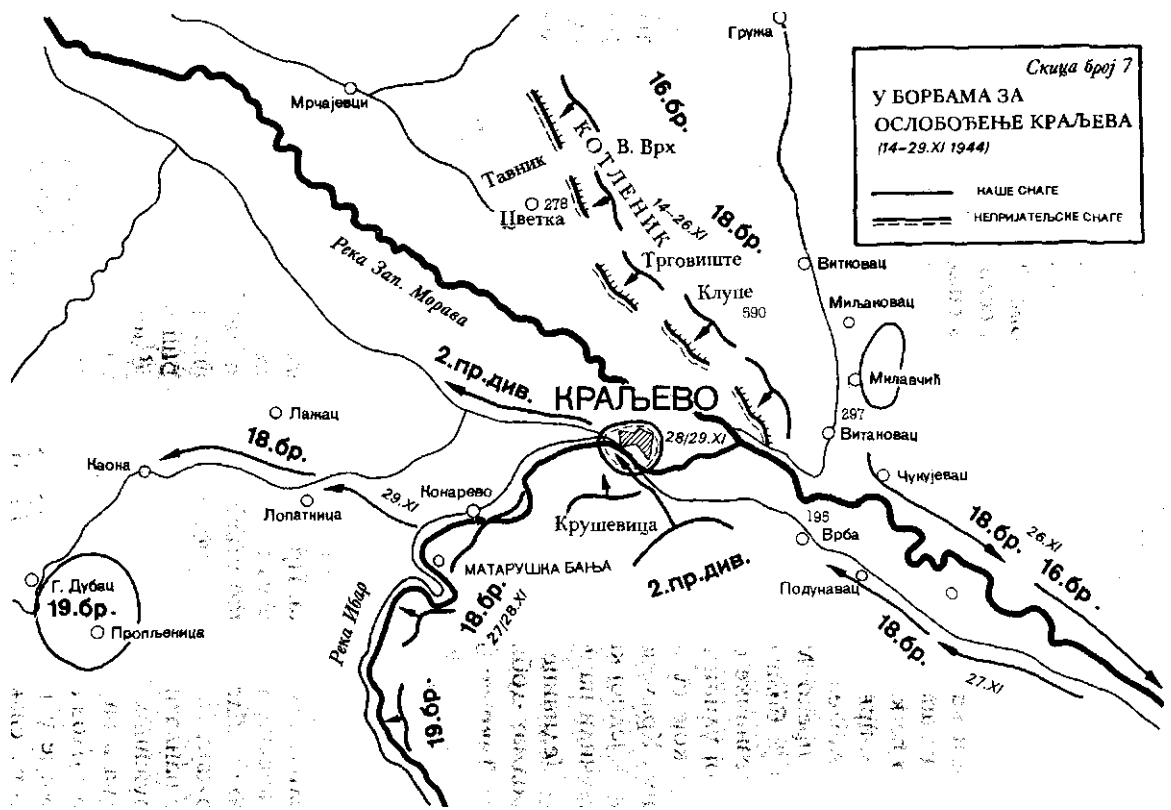 Гружа
Скица број 7
У БОРБАМА ЗА
ОСЛОБОЂЕЊЕ КРАЉЕВА
(14–29.XI 1944)
НАШЕ СНАГЕ
НЕПРИЈАТЕЉСКЕ СНАГЕ
Мрчајевци
16.бр.
КОТЛЕНИК
В. Врх
Тавник
278
Цветка
14–26.XI
18.бр.
Река Зап. Морава
Трговиште
Витковац
Клупе
590
Миљановац
2.пр.див.
Милавчић
КРАЉЕВО
Лажац
297
28/29.XI
Витановац
18.бр.
Каона
Чукујевац
29.XI
Конарево
Лопатница
Крушевица
195
Врба
18.бр.
26.XI
16.бр.
МАТАРУШКА БАЊА
2.пр.див.
Подунавац
Г. Дубац
19.бр.
Пропљеница
Река Ибар
18.бр.
27/28.XI
18.бр.
27.XI
19.бр.